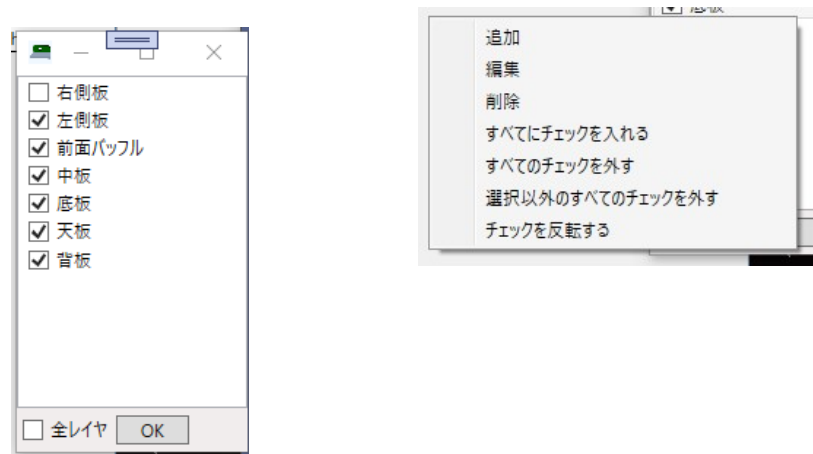 右側板
左側板
前面バッフル
中板
底板
天板
背板
全レイヤ
OK
底板
追加
編集
削除
すべてにチェックを入れる
すべてのチェックを外す
選択以外のすべてのチェックを外す
チェックを反転する